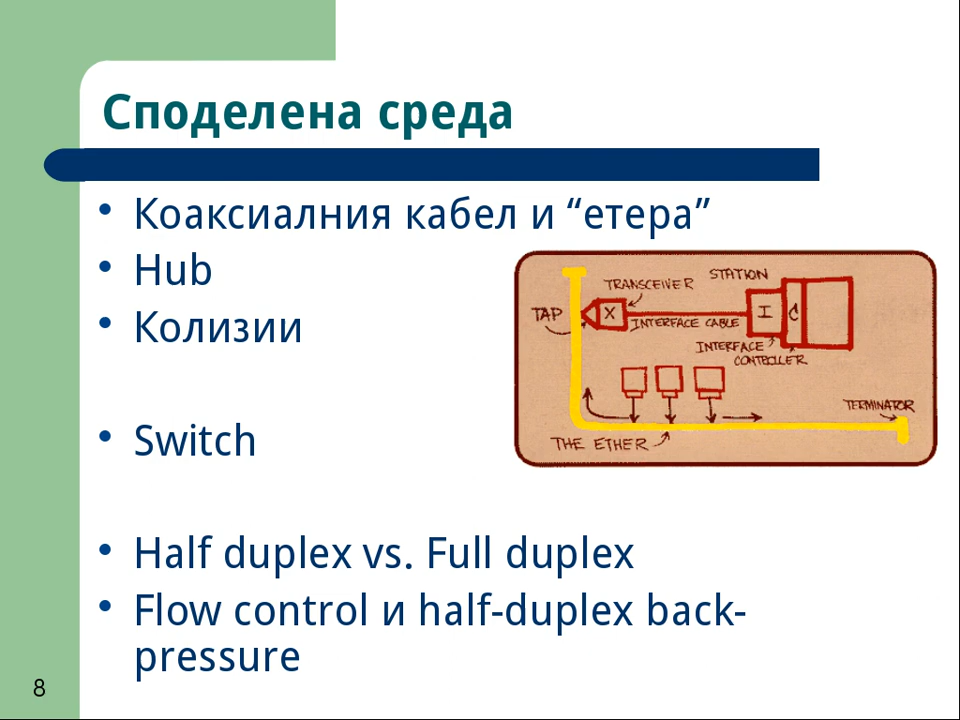 Споделена среда
• Коаксиалния кабел и “етера”
• Hub
• Колизии
• Switch
• Half duplex vs. Full duplex
• Flow control и half-duplex back-
pressure
STATION
TRANSCEIVER
TAP
X
I
C
INTERFACE CABLE
INTERFACE
CONTROLLER
TERMINATOR
THE ETHER
8